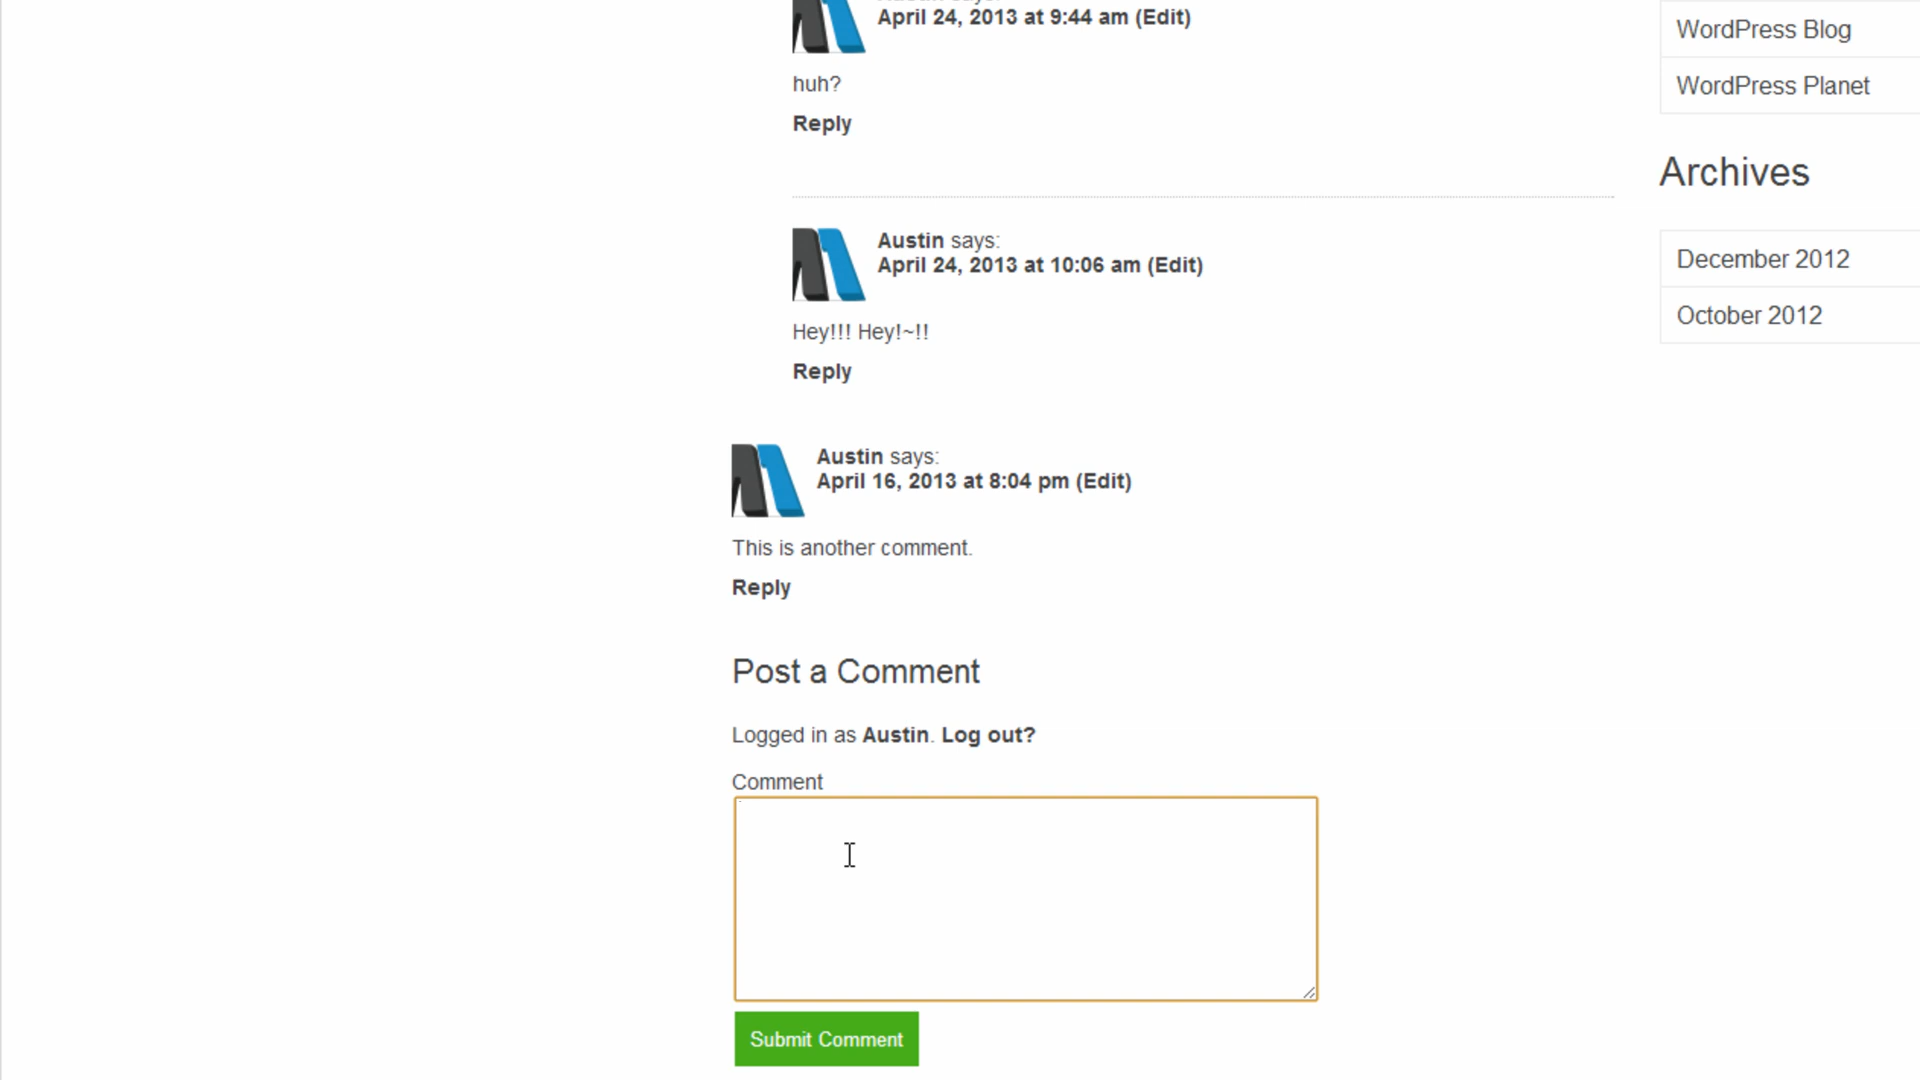 April 24, 2013 at 9:44 am (Edit)
huh?
Reply
Austin says:
April 24, 2013 at 10:06 am (Edit)
Hey!!! Hey!~!!
Reply
Austin says:
April 16, 2013 at 8:04 pm (Edit)
This is another comment.
Reply
Post a Comment
Logged in as Austin. Log out?
Comment
Submit Comment
WordPress Blog
WordPress Planet
Archives
December 2012
October 2012